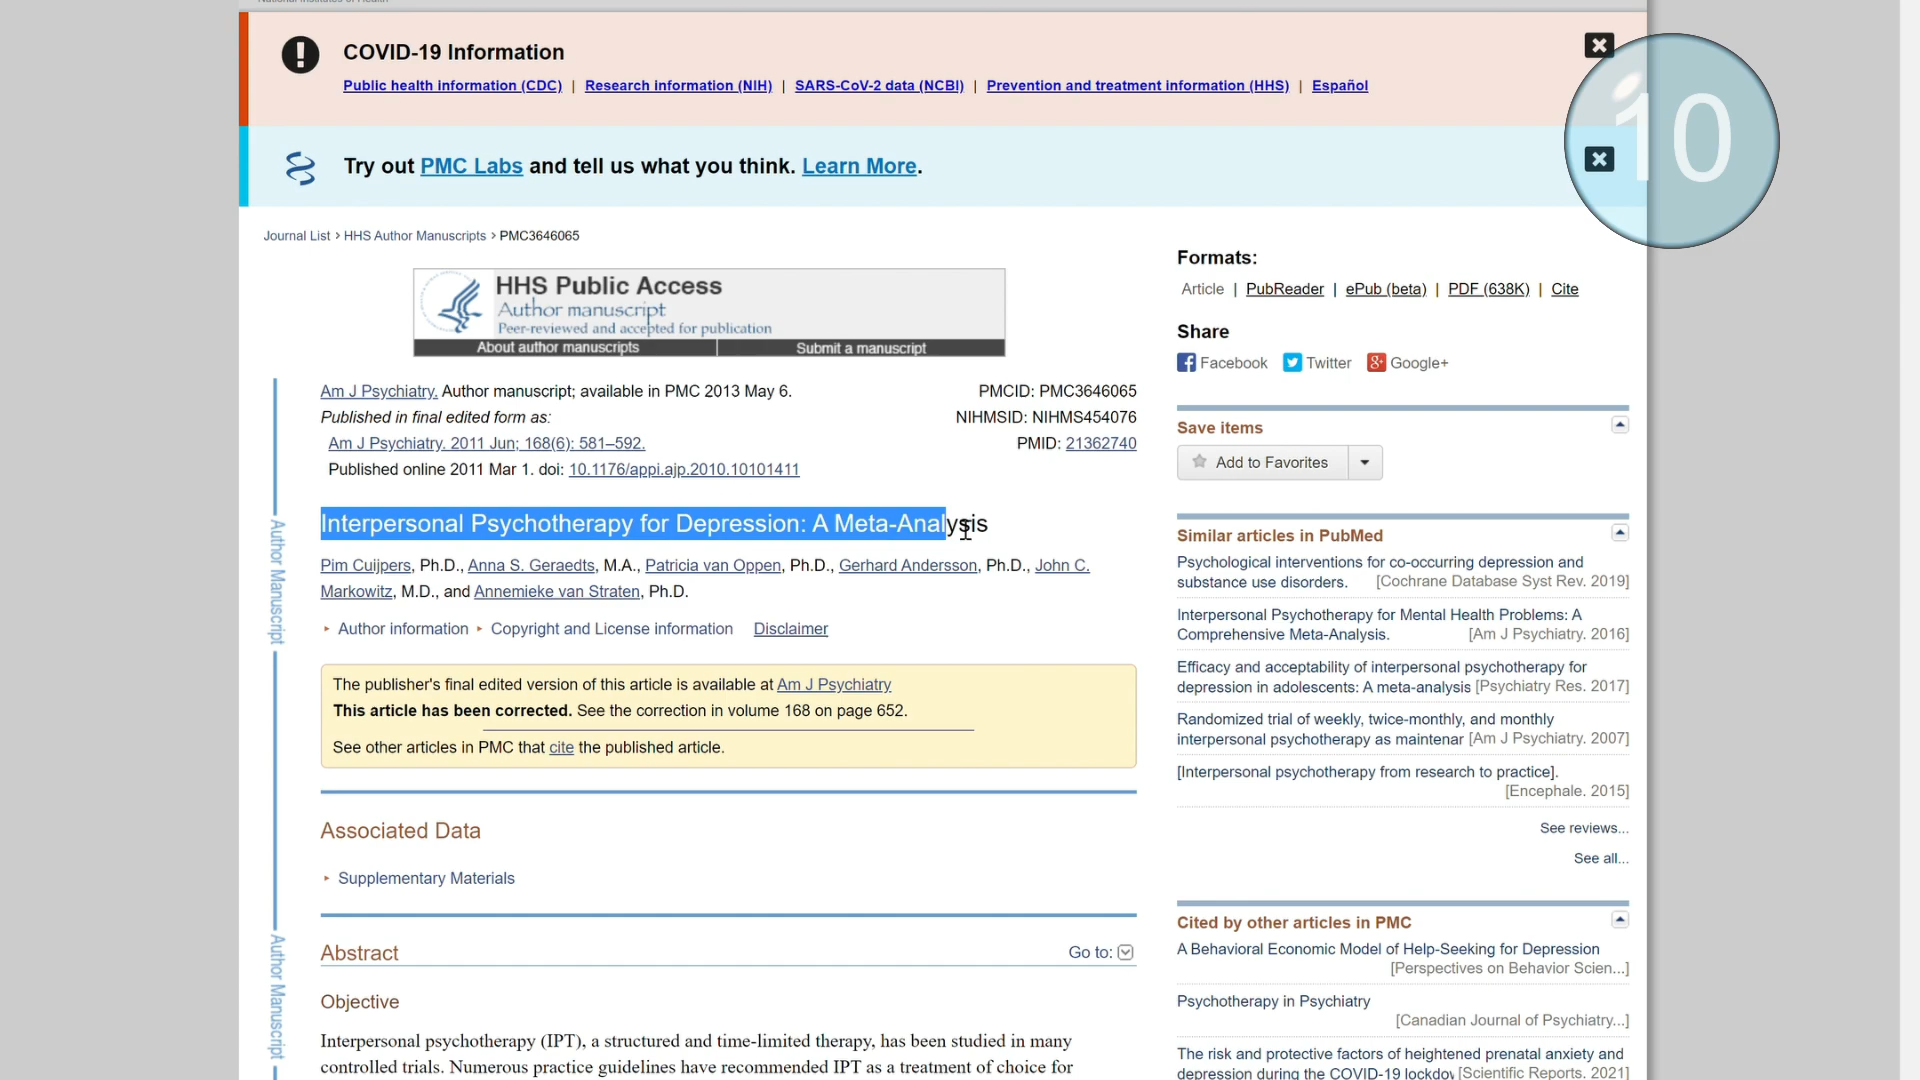 COVID-19 Information
Public health information (CDC) | Research information (NIH) | SARS-CoV-2 data (NCBI) | Prevention and treatment information (HHS) | Español
10
Try out PMC Labs and tell us what you think. Learn More.
Journal List > HHS Author Manuscripts > PMC3646065
HHS Public Access
Author manuscript
Peer-reviewed and accepted for publication
About author manuscripts
Submit a manuscript
Am J Psychiatry. Author manuscript; available in PMC 2013 May 6.
PMCID: PMC3646065
Published in final edited form as:
NIHMSID: NIHMS454076
Am J Psychiatry. 2011 Jun; 168(6): 581–592.
PMID: 21362740
Published online 2011 Mar 1. doi: 10.1176/appi.ajp.2010.10101411
Interpersonal Psychotherapy for Depression: A Meta-Analysis
Pim Cuijpers, Ph.D., Anna S. Geraedts, M.A., Patricia van Oppen, Ph.D., Gerhard Andersson, Ph.D., John C.
Markowitz, M.D., and Annemieke van Straten, Ph.D.
Author information Copyright and License information Disclaimer
The publisher's final edited version of this article is available at Am J Psychiatry
This article has been corrected. See the correction in volume 168 on page 652.
See other articles in PMC that cite the published article.
Associated Data
Supplementary Materials
Abstract
Go to:
Objective
Interpersonal psychotherapy (IPT), a structured and time-limited therapy, has been studied in many
controlled trials. Numerous practice guidelines have recommended IPT as a treatment of choice for
Author Manuscript
Author Manuscript
Formats:
Article | PubReader | ePub (beta) | PDF (638K) | Cite
Share
Facebook Twitter Google+
Save items
Add to Favorites
Similar articles in PubMed
Psychological interventions for co-occurring depression and
substance use disorders. [Cochrane Database Syst Rev. 2019]
Interpersonal Psychotherapy for Mental Health Problems: A
Comprehensive Meta-Analysis. [Am J Psychiatry. 2016]
Efficacy and acceptability of interpersonal psychotherapy for
depression in adolescents: A meta-analysis [Psychiatry Res. 2017]
Randomized trial of weekly, twice-monthly, and monthly
interpersonal psychotherapy as maintenar [Am J Psychiatry. 2007]
[Interpersonal psychotherapy from research to practice].
[Encephale. 2015]
See reviews...
See all...
Cited by other articles in PMC
A Behavioral Economic Model of Help-Seeking for Depression
[Perspectives on Behavior Scien...]
Psychotherapy in Psychiatry
[Canadian Journal of Psychiatry...]
The risk and protective factors of heightened prenatal anxiety and
depression during the COVID-19 lockdov [Scientific Reports. 2021]